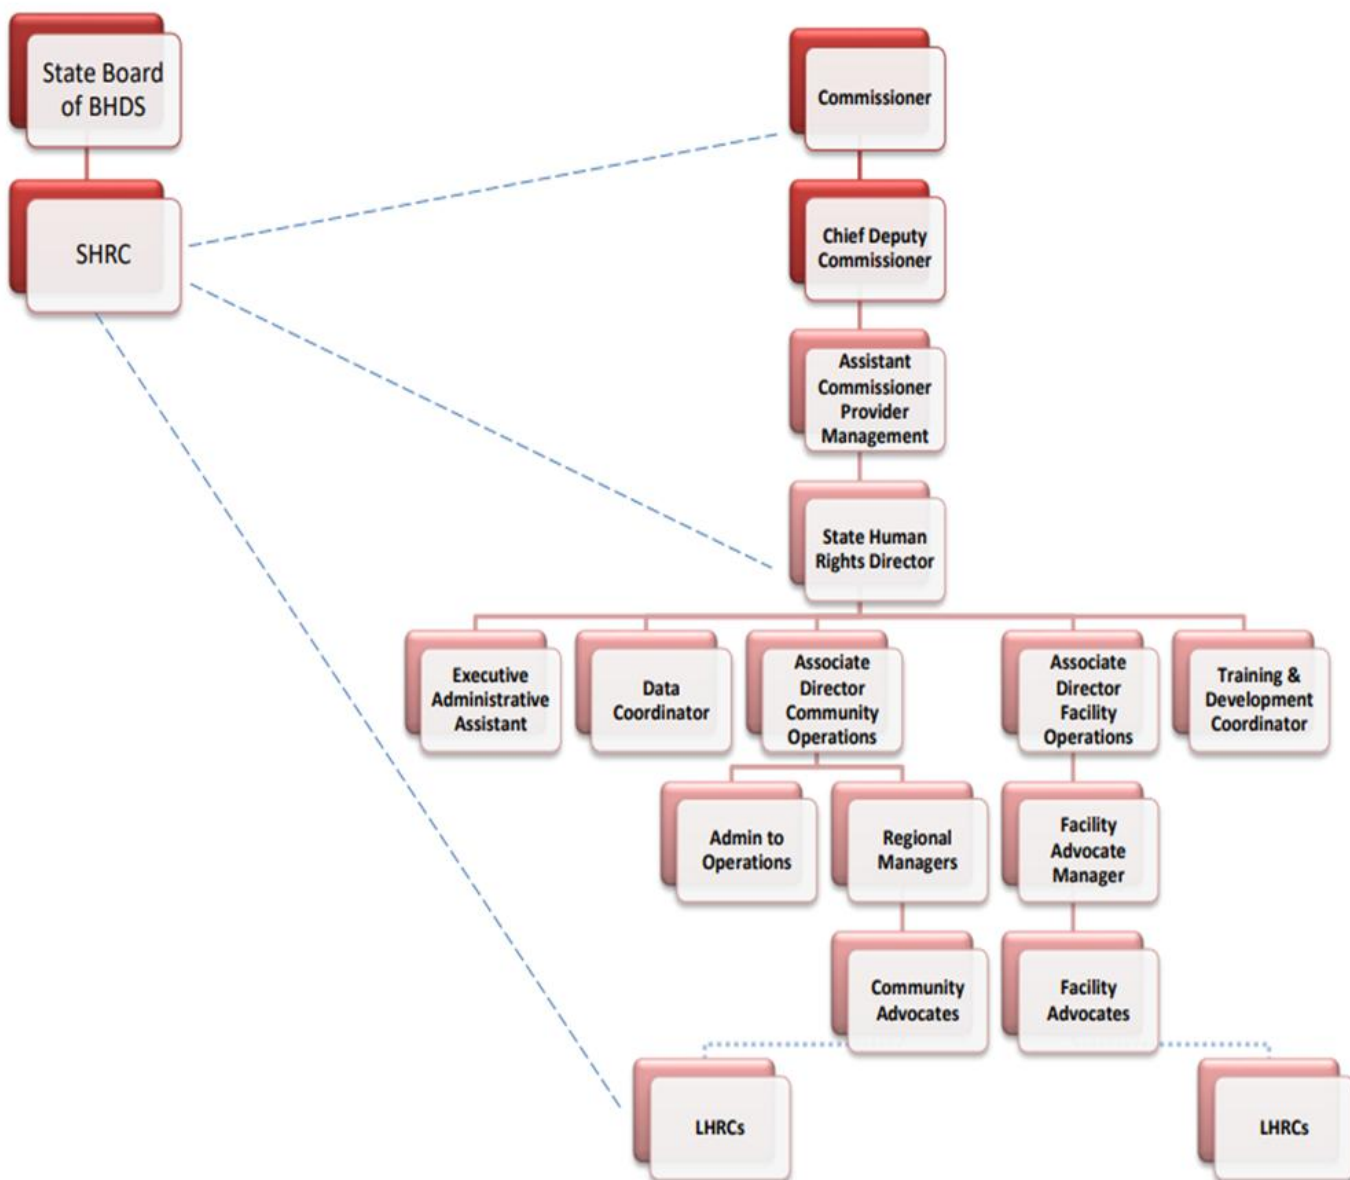 State Board
of BHDS
SHRC
Commissioner
Chief Deputy
Commissioner
Assistant
Commissioner
Provider
Management
State Human
Rights Director
Executive
Administrative
Assistant
Data
Coordinator
Associate
Director
Community
Operations
Associate
Director
Facility
Operations
Training &
Development
Coordinator
Admin to
Operations
Regional
Managers
Facility
Advocate
Manager
Community
Advocates
Facility
Advocates
LHRCs
LHRCs